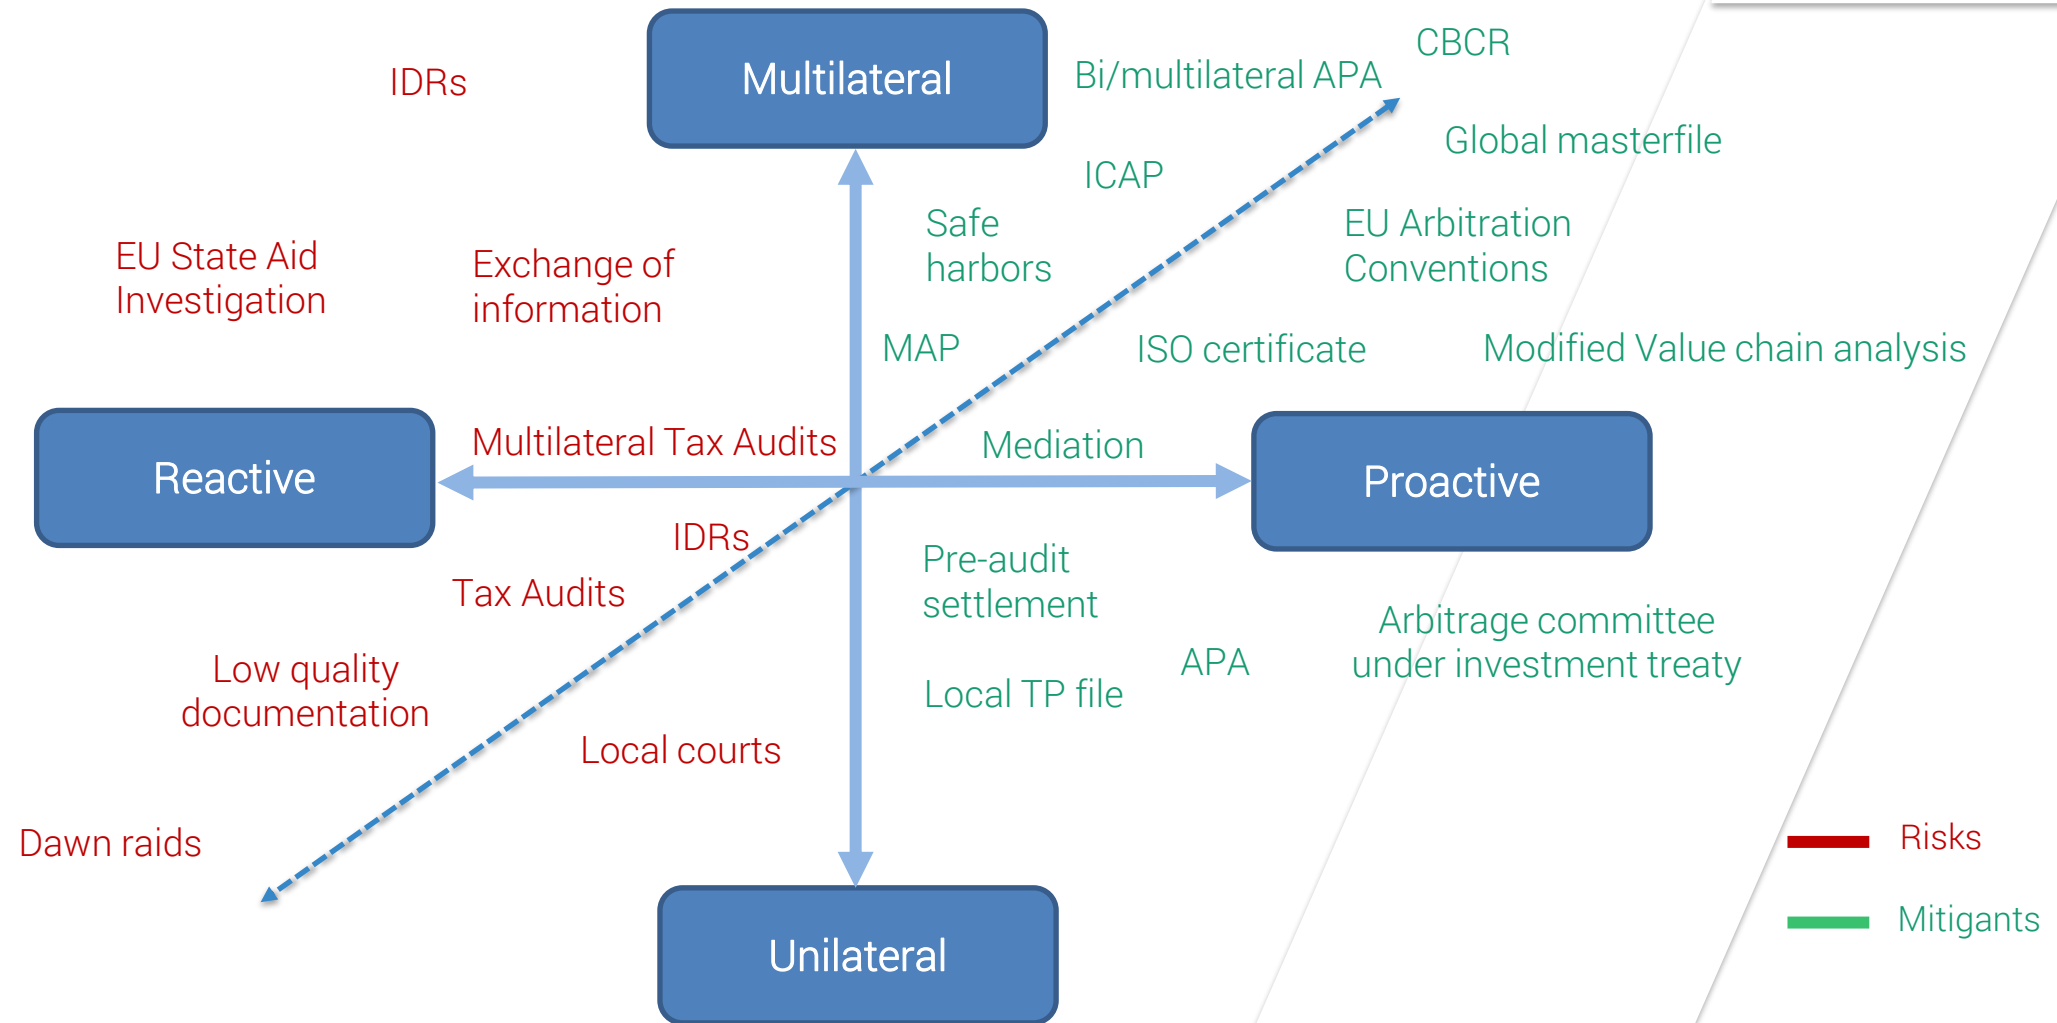 CBCR
IDRs
Multilateral
Bi/multilateral APA
Global masterfile
ICAP
Safe
harbors
EU Arbitration
Conventions
EU State Aid
Investigation
Exchange of
information
MAP
ISO certificate
Modified Value chain analysis
Multilateral Tax Audits
Mediation
Reactive
Proactive
IDRs
Pre-audit
settlement
Tax Audits
Arbitrage committee
under investment treaty
Low quality
documentation
APA
Local TP file
Local courts
Dawn raids
Risks
Mitigants
Unilateral